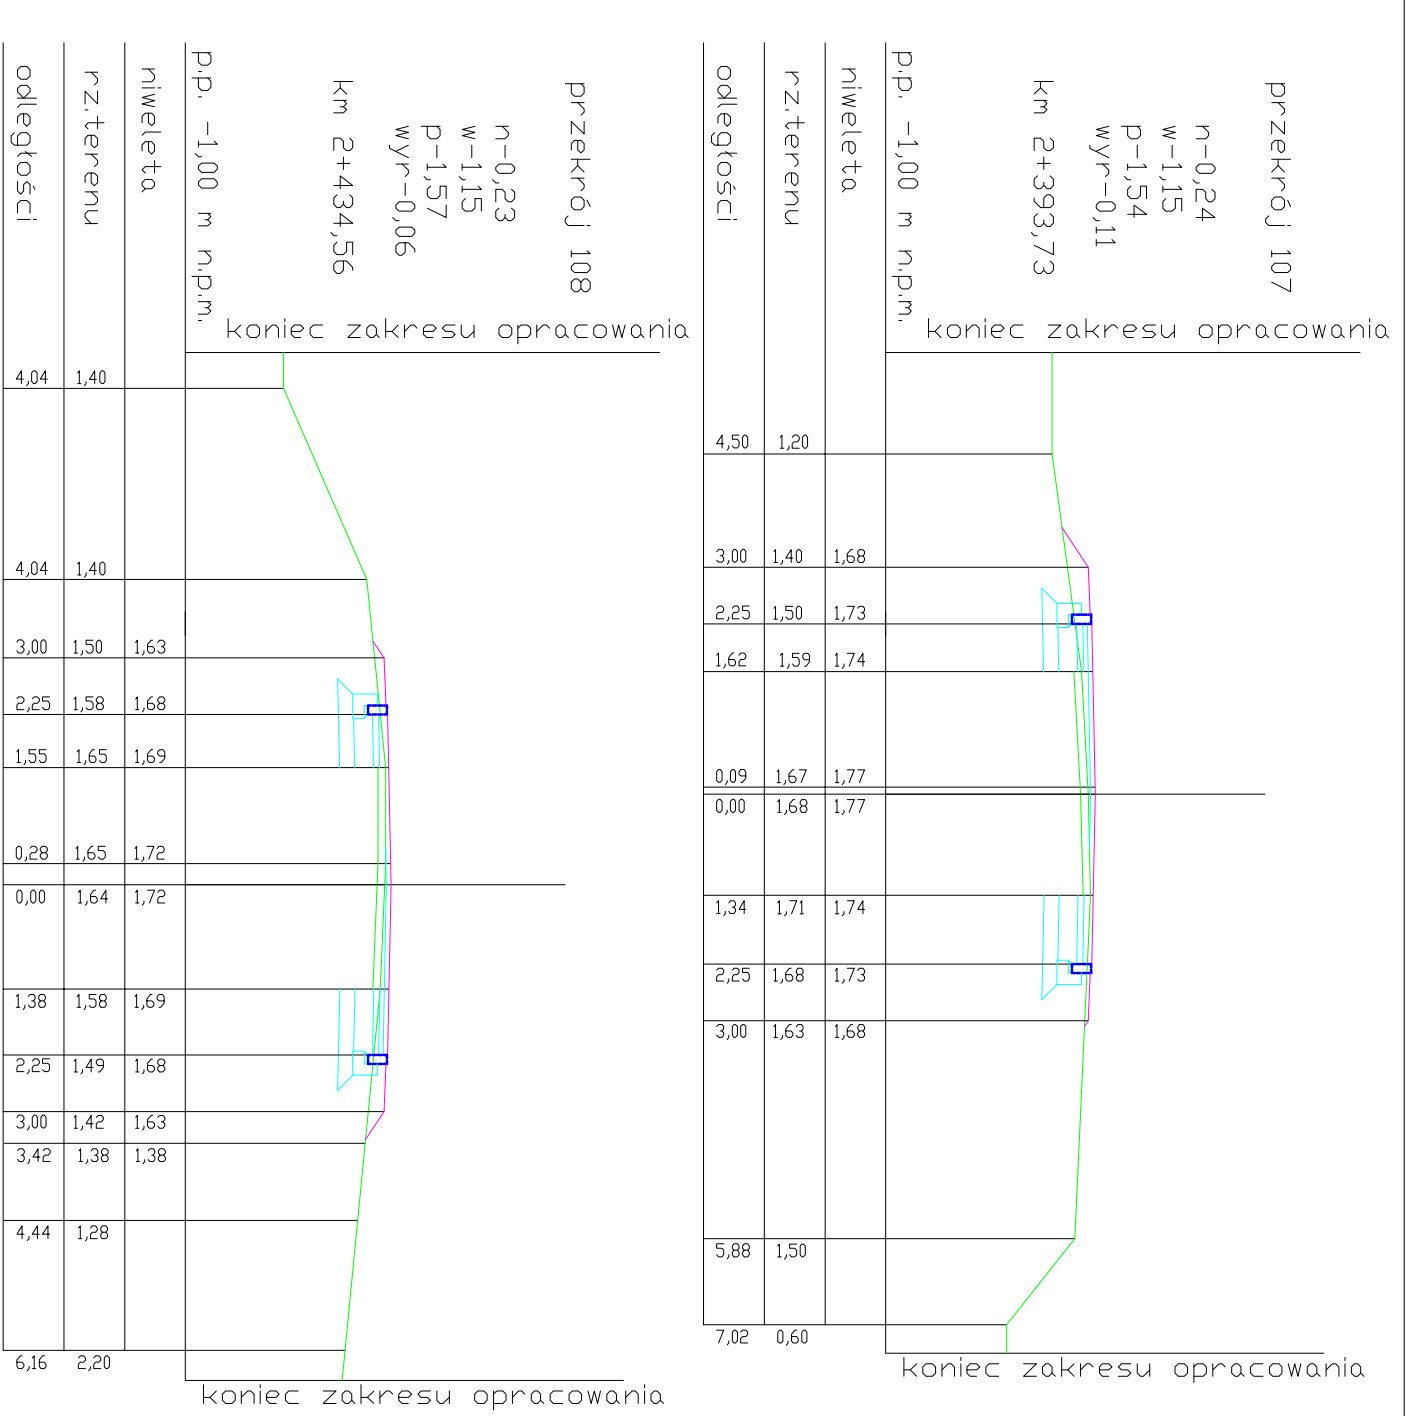 przekrój 107
n-0,24
w-1,15
p-1,54
wyr-0,11
km 2+393,73
p.p. -1,00 m n.p.m.
niweleta
rz.terenu
odległości
koniec zakresu opracowania
4,50 1,20
3,00 1,40 1,68
2,25 1,50 1,73
1,62 1,59 1,74
0,09 1,67 1,77
0,00 1,68 1,77
1,34 1,71 1,74
2,25 1,68 1,73
3,00 1,63 1,68
5,88 1,50
7,02 0,60
koniec zakresu opracowania
przekrój 108
n-0,23
w-1,15
p-1,57
wyr-0,06
km 2+434,56
p.p. -1,00 m n.p.m.
niweleta
rz.terenu
odległości
koniec zakresu opracowania
4,04 1,40
4,04 1,40
3,00 1,50 1,63
2,25 1,58 1,68
1,55 1,65 1,69
0,28 1,65 1,72
0,00 1,64 1,72
1,38 1,58 1,69
2,25 1,49 1,68
3,00 1,42 1,63
3,42 1,38 1,38
4,44 1,28
6,16 2,20
koniec zakresu opracowania